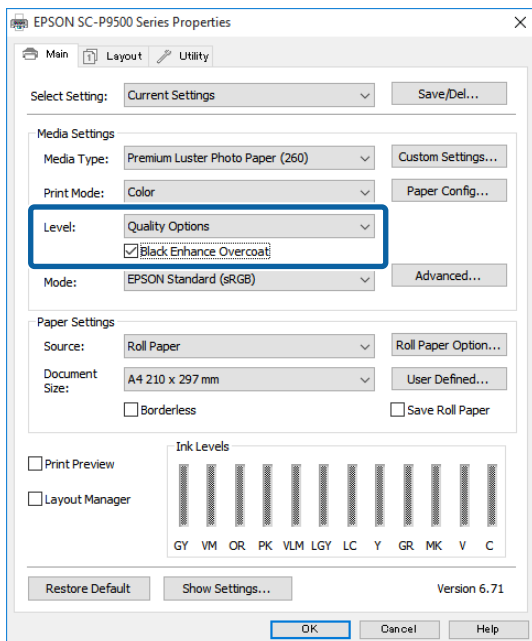 EPSON SC-P9500 Series Properties
Main Layout Utility
Select Setting: Current Settings Save/Del...
Media Settings
Media Type: Premium Luster Photo Paper (260) Custom Settings...
Print Mode: Color Paper Config...
Level: Quality Options
Black Enhance Overcoat
Mode: EPSON Standard (sRGB) Advanced...
Paper Settings
Source: Roll Paper Roll Paper Option...
Document
Size: A4 210 x 297 mm User Defined...
Borderless Save Roll Paper
Ink Levels
Print Preview
Layout Manager
GY VM OR PK VLM LGY LC Y GR MK V C
Restore Default Show Settings... Version 6.71
OK Cancel Help